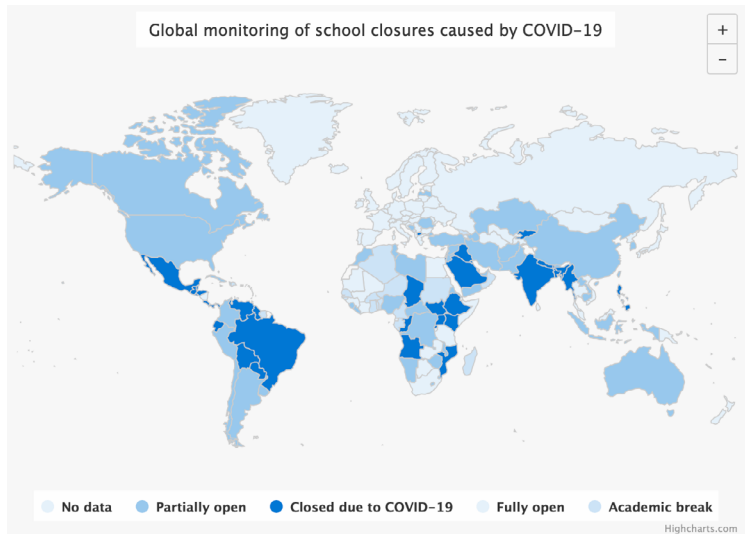 Global monitoring of school closures caused by COVID-19
+
-
No data Partially open Closed due to COVID-19 Fully open Academic break
Highcharts.com